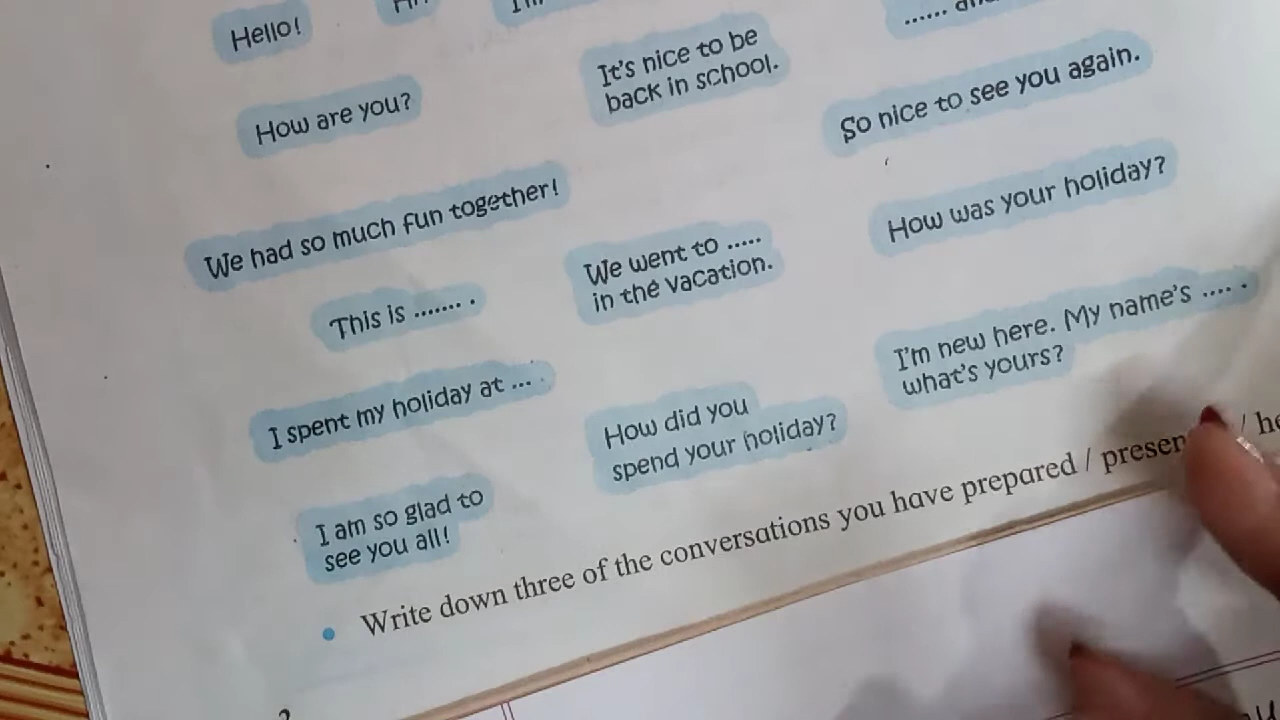 Hello!
I'm
...... and
How are you?
It's nice to be
back in school.
So nice to see you again.
We had so much fun together!
We went to .....
in the vacation.
How was your holiday?
This is ....... .
I'm new here. My name's .... .
what's yours?
I spent my holiday at ... .
How did you
spend your holiday?
I am so glad to
see you all!
• Write down three of the conversations you have prepared / /
2